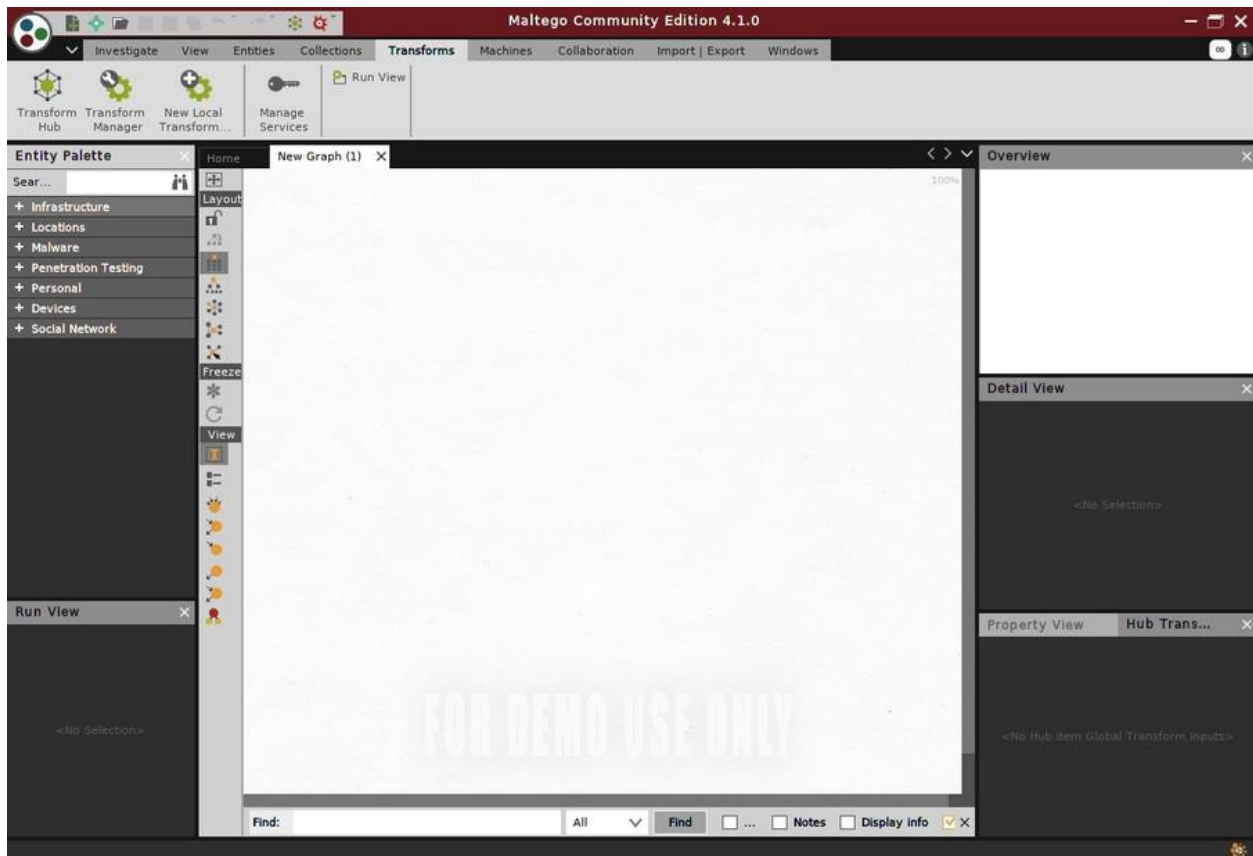 Maltego Community Edition 4.1.0
Investigate View Entities Collections Transforms Machines Collaboration Import | Export Windows
Transform Hub
Transform Manager
New Local Transform...
Manage Services
Run View
Entity Palette
Sear...
+ Infrastructure
+ Locations
+ Malware
+ Penetration Testing
+ Personal
+ Devices
+ Social Network
Run View
<No Selection>
Home New Graph (1)
100%
Layout
Freeze
View
FOR DEMO USE ONLY
Find: All Find ... Notes Display info
Overview
Detail View
<No Selection>
Property View Hub Trans...
<No Hub Item Global Transform Inputs>